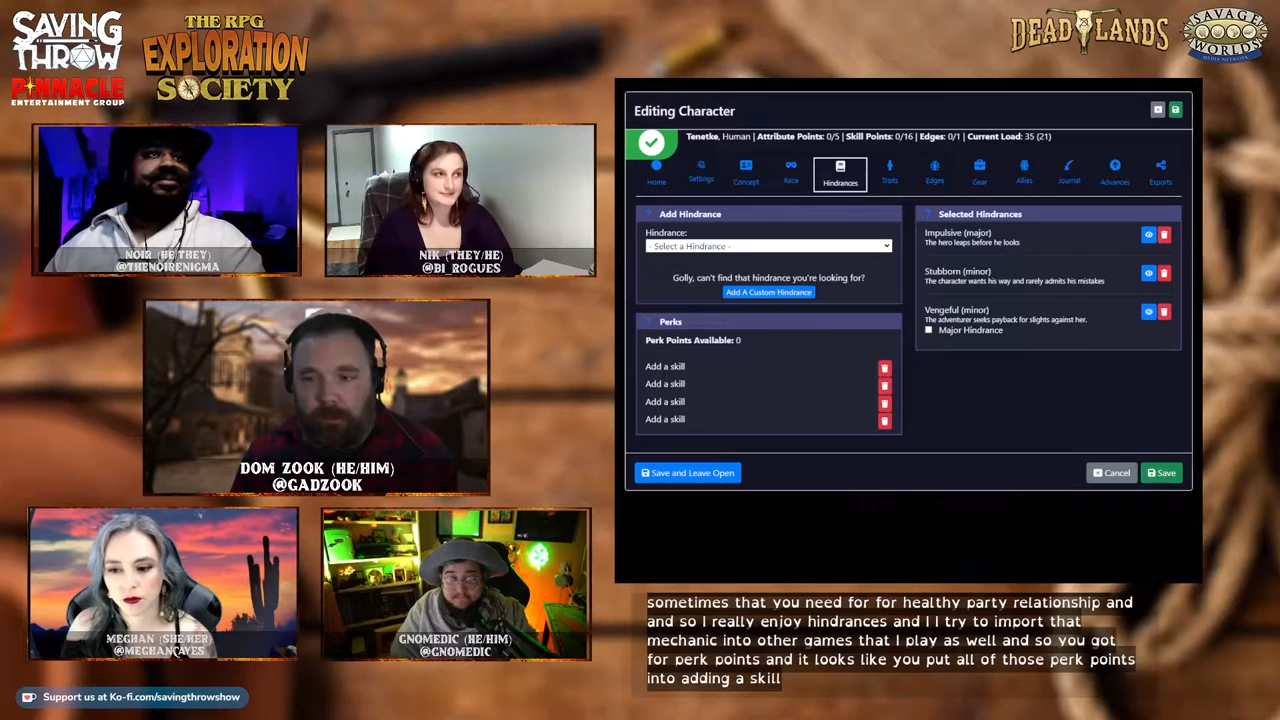 SAVING
THROW
PINNACLE
ENTERTAINMENT GROUP
THE RPG
EXPLORATION
SOCIETY
DEADLANDS
SAVAGE
WORLDS
MEDIA NETWORK
NOIR (HE THEY)
@THENOIRENIGMA
NIK (THEY/HE)
@BI_ROGUES
DOM ZOOK (HE/HIM)
@GADZOOK
MEGHAN (SHE/HER
@MEGHANCAVES
GNOMEDIC (HE/HIM)
@GNOMEDIC
Support us at Ko-fi.com/savingthrowshow
Editing Character
Tenetke, Human | Attribute Points: 0/5 | Skill Points: 0/16 | Edges: 0/1 | Current Load: 35 (21)
Home Settings Concept Race Hindrances Traits Edges Gear Allies Journal Advances Exports
? Add Hindrance
Hindrance:
- Select a Hindrance -
Golly, can't find that hindrance you're looking for?
Add A Custom Hindrance
? Perks
Perk Points Available: 0
Add a skill
Add a skill
Add a skill
Add a skill
? Selected Hindrances
Impulsive (major)
The hero leaps before he looks
Stubborn (minor)
The character wants his way and rarely admits his mistakes
Vengeful (minor)
The adventurer seeks payback for slights against her.
Major Hindrance
Save and Leave Open
Cancel
Save
sometimes that you need for for healthy party relationship and
and so I really enjoy hindrances and I I try to import that
mechanic into other games that I play as well and so you got
for perk points and it looks like you put all of those perk points
into adding a skill